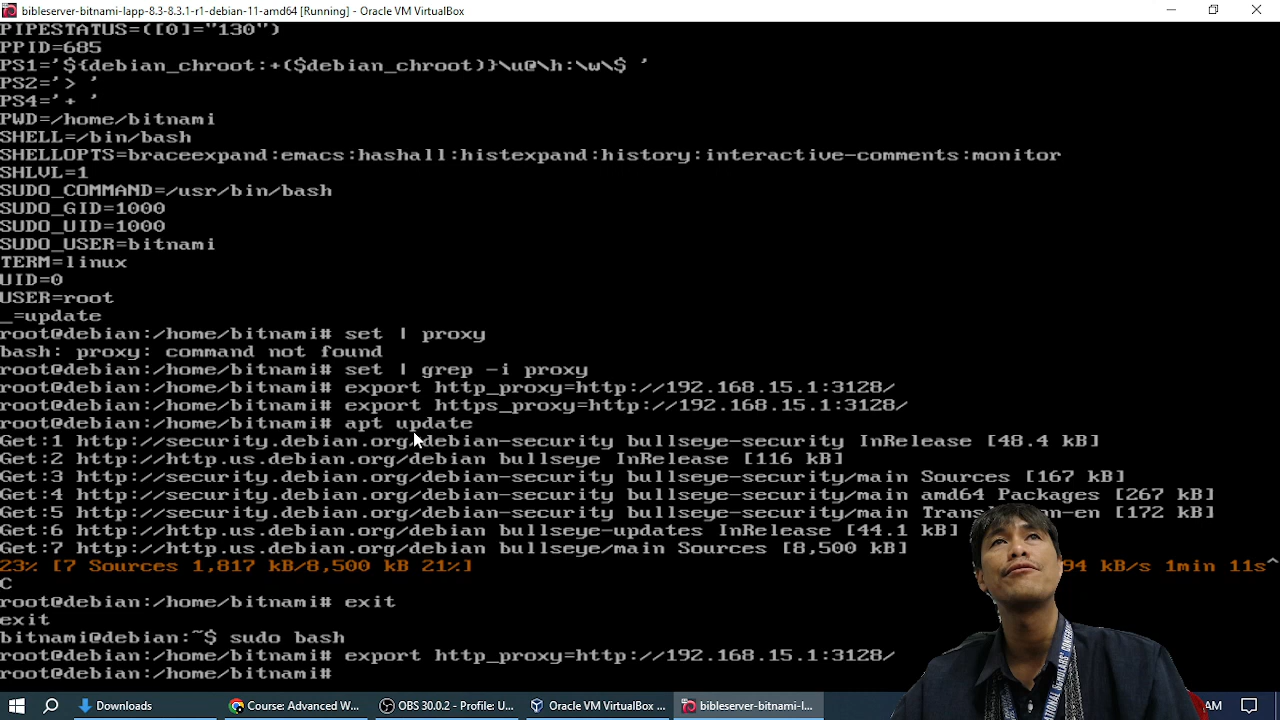 bibleserver-bitnami-lapp-8.3-8.3.1-r1-debian-11-amd64 [Running] - Oracle VM VirtualBox
PIPESTATUS=([0]="130")
PPID=685
PS1='${debian_chroot:+($debian_chroot)}\u@\h:\w\$ '
PS2='> '
PS4='+ '
PWD=/home/bitnami
SHELL=/bin/bash
SHELLOPTS=braceexpand:emacs:hashall:histexpand:history:interactive-comments:monitor
SHLVL=1
SUDO_COMMAND=/usr/bin/bash
SUDO_GID=1000
SUDO_UID=1000
SUDO_USER=bitnami
TERM=linux
UID=0
USER=root
_=update
root@debian:/home/bitnami# set | proxy
bash: proxy: command not found
root@debian:/home/bitnami# set | grep -i proxy
root@debian:/home/bitnami# export http_proxy=http://192.168.15.1:3128/
root@debian:/home/bitnami# export https_proxy=http://192.168.15.1:3128/
root@debian:/home/bitnami# apt update
Get:1 http://security.debian.org/debian-security bullseye-security InRelease [48.4 kB]
Get:2 http://http.us.debian.org/debian bullseye InRelease [116 kB]
Get:3 http://security.debian.org/debian-security bullseye-security/main Sources [167 kB]
Get:4 http://security.debian.org/debian-security bullseye-security/main amd64 Packages [267 kB]
Get:5 http://security.debian.org/debian-security bullseye-security/main Translation-en [172 kB]
Get:6 http://http.us.debian.org/debian bullseye-updates InRelease [44.1 kB]
Get:7 http://http.us.debian.org/debian bullseye/main Sources [8,500 kB]
23% [7 Sources 1,817 kB/8,500 kB 21%] 94 kB/s 1min 11s^
C
root@debian:/home/bitnami# exit
exit
bitnami@debian:~$ sudo bash
root@debian:/home/bitnami# export http_proxy=http://192.168.15.1:3128/
root@debian:/home/bitnami#
Downloads
Course: Advanced W...
OBS 30.0.2 - Profile: U...
Oracle VM VirtualBox ...
bibleserver-bitnami-l...
AM